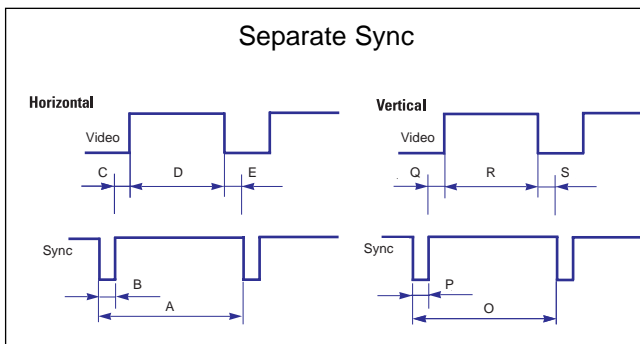 Separate Sync
Horizontal
Vertical
Video
Video
C D E
Q R S
Sync
Sync
B
P
A
O